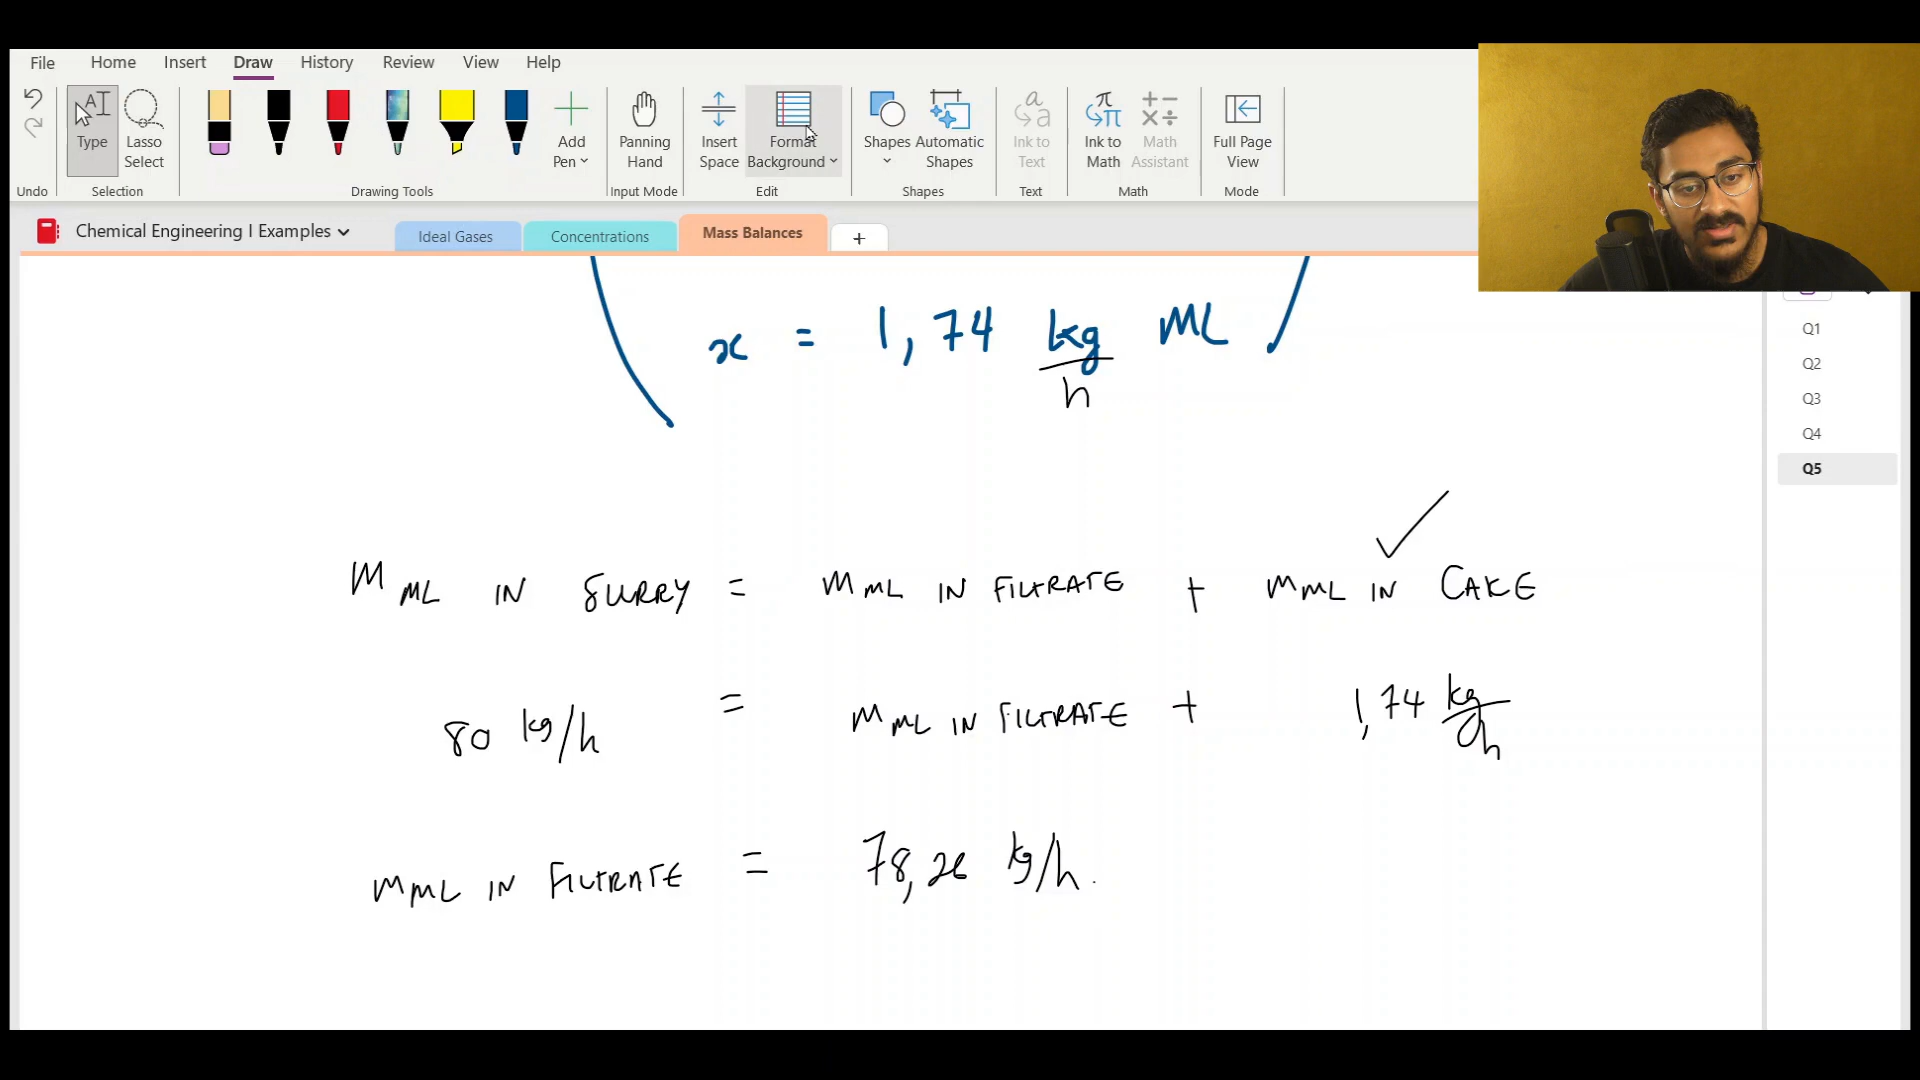 File Home Insert Draw History Review View Help
Type Lasso Select Add Pen Panning Hand Insert Space Format Background Shapes Automatic Shapes Ink to Text Ink to Math Math Assistant Full Page View
Undo Selection Drawing Tools Input Mode Edit Shapes Text Math Mode
Chemical Engineering I Examples Ideal Gases Concentrations Mass Balances +
x = 1,74 kg/h ML
M ML IN SURRY = M ML IN FILTRATE + M ML IN CAKE
80 kg/h = M ML IN FILTRATE + 1,74 kg/h
M ML IN FILTRATE = 78,26 kg/h.
Q1
Q2
Q3
Q4
Q5